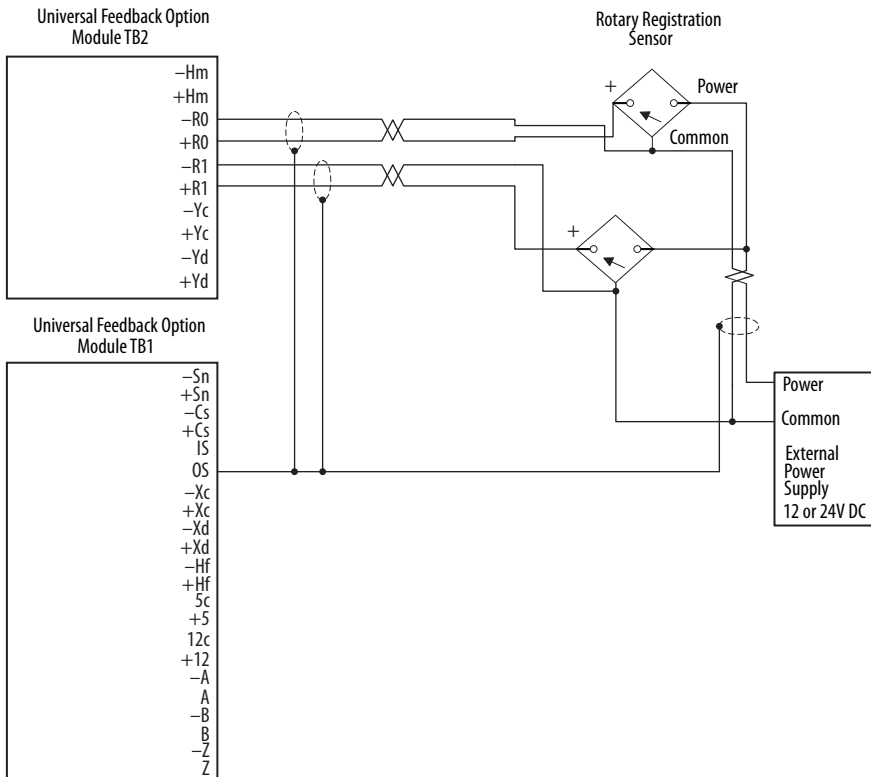 Universal Feedback Option
Module TB2
−Hm
+Hm
−R0
+R0
−R1
+R1
−Yc
+Yc
−Yd
+Yd
Rotary Registration
Sensor
+
Power
Common
+
Universal Feedback Option
Module TB1
−Sn
+Sn
−Cs
+Cs
IS
OS
−Xc
+Xc
−Xd
+Xd
−Hf
+Hf
5c
+5
12c
+12
−A
A
−B
B
−Z
Z
Power
Common
External
Power
Supply
12 or 24V DC